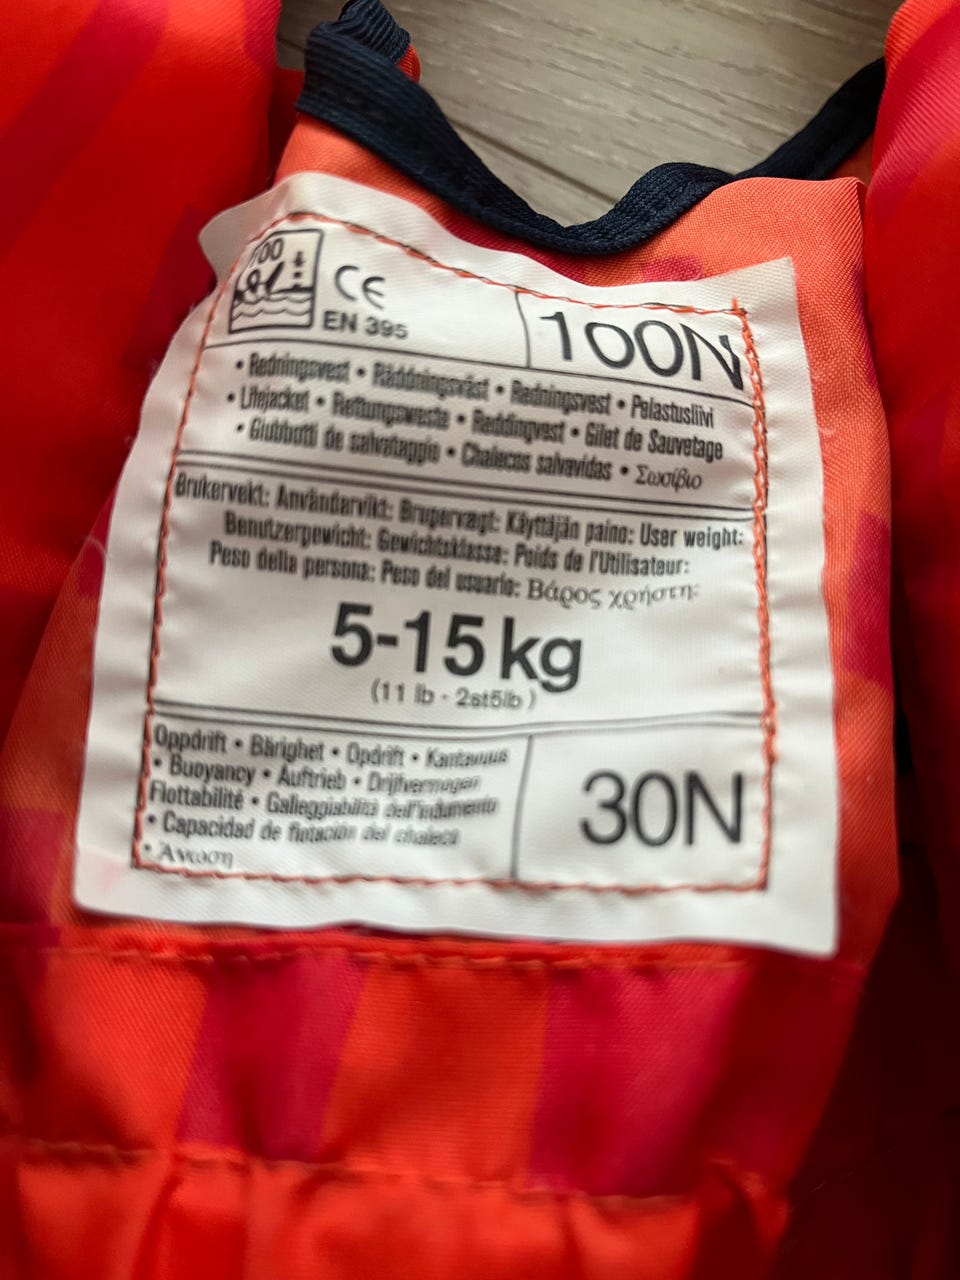 100
CE
EN 395
100N
• Redningsvest • Räddningsväst • Redningsvest • Pelastusliivi
• Lifejacket • Rettungsweste • Reddingvest • Gilet de Sauvetage
• Giubbotti de salvataggio • Chalecos salvavidas • Σωσίβιο
Brukervekt: Användarvikt: Brugervægt: Käyttäjän paino: User weight:
Benutzergewicht: Gewichtsklasse: Poids de l'Utilisateur:
Peso della persona: Peso del usuario: Βάρος χρήστη:
5-15 kg
(11 lb - 2st5lb )
Oppdrift • Bärighet • Opdrift • Kantavuus
• Buoyancy • Auftrieb • Drijfvermogen
Flottabilité • Galleggiabilità dell'indumento
• Capacidad de flotación del chaleco
• Άνωση
30N